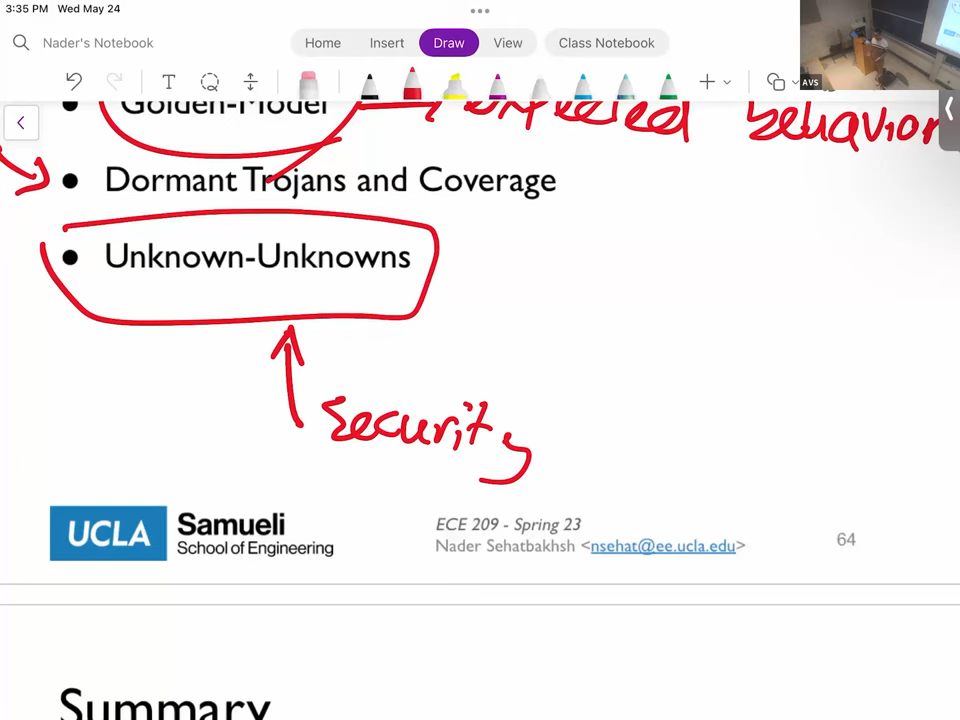 3:35 PM Wed May 24
Nader's Notebook
Home Insert Draw View Class Notebook
T
AVS
Golden-Model expected behavior
Dormant Trojans and Coverage
Unknown-Unknowns
security
UCLA Samueli
School of Engineering
ECE 209 - Spring 23
Nader Sehatbakhsh <nsehat@ee.ucla.edu>
64
Summary